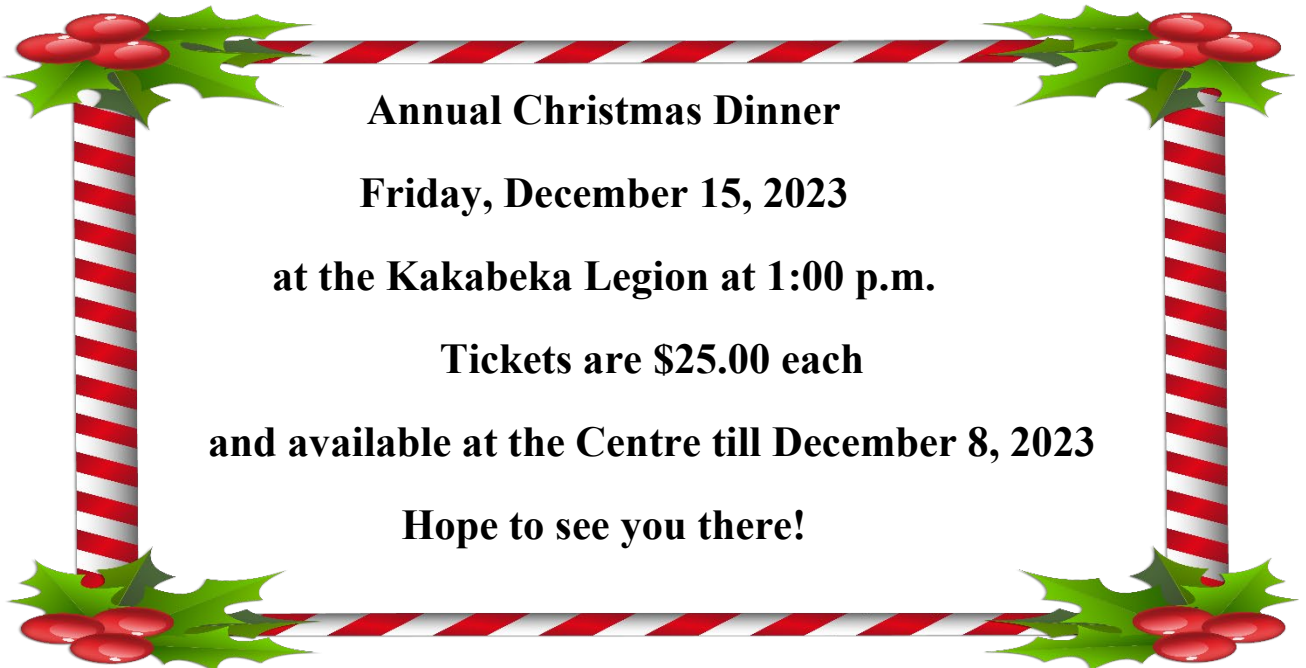 Annual Christmas Dinner
Friday, December 15, 2023
at the Kakabeka Legion at 1:00 p.m.
Tickets are $25.00 each
and available at the Centre till December 8, 2023
Hope to see you there!